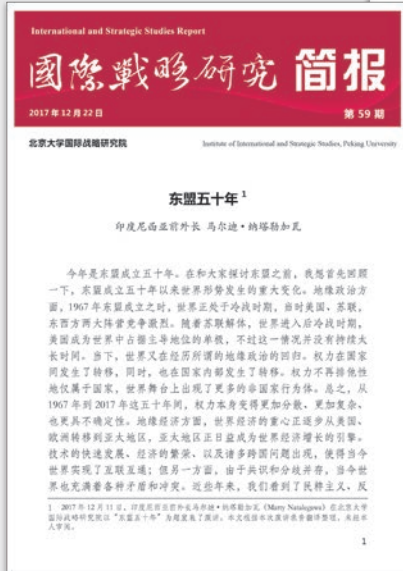 International and Strategic Studies Report
國際戰略研究 简报
2017 年 12 月 22 日
第 59 期
北京大学国际战略研究院
Institute of International and Strategic Studies, Peking University
东盟五十年 1
印度尼西亚前外长 马尔迪·纳塔勒加瓦
今年是东盟成立五十年。在和大家探讨东盟之前，我想首先回顾
一下，东盟成立五十年以来世界形势发生的重大变化。地缘政治方
面，1967 年东盟成立之时，世界正处于冷战时期，当时美国、苏联，
东西方两大阵营竞争激烈。随着苏联解体，世界进入后冷战时期，
美国成为世界中占据主导地位的单极，不过这一情况并没有持续太
长时间。当下，世界又在经历所谓的地缘政治的回归。权力在国家
间发生了转移，同时，也在国家内部发生了转移。权力不再排他性
地仅属于国家，世界舞台上出现了更多的非国家行为体。总之，从
1967 年到 2017 年这五十年间，权力本身变得更加分散、更加复杂、
也更具不确定性。地缘经济方面，世界经济的重心正逐步从美国、
欧洲转移到亚太地区，亚太地区正日益成为世界经济增长的引擎。
技术的快速发展、经济的繁荣、以及诸多跨国问题出现，使得当今
世界实现了互联互通；但另一方面，由于共识和分歧并存，当今世
界也充满着各种矛盾和冲突。近些年来，我们看到了民粹主义、反
1 2017 年 12 月 11 日，印度尼西亚前外长马尔迪·纳塔勒加瓦（Marty Natalegawa）在北京大学
国际战略研究院以“东盟五十年”为题发表了演讲。本文根据本次演讲录音翻译整理，未经本
人审阅。
1